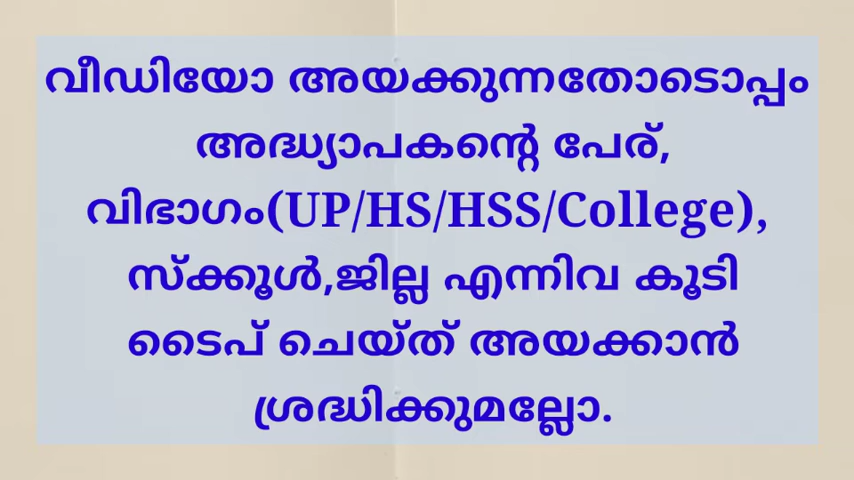 വീഡിയോ അയക്കുന്നതോടൊപ്പം
അദ്ധ്യാപകന്റെ പേര്,
വിഭാഗം(UP/HS/HSS/College),
സ്ക്കൂൾ,ജില്ല എന്നിവ കൂടി
ടൈപ് ചെയ്ത് അയക്കാൻ
ശ്രദ്ധിക്കുമല്ലോ.